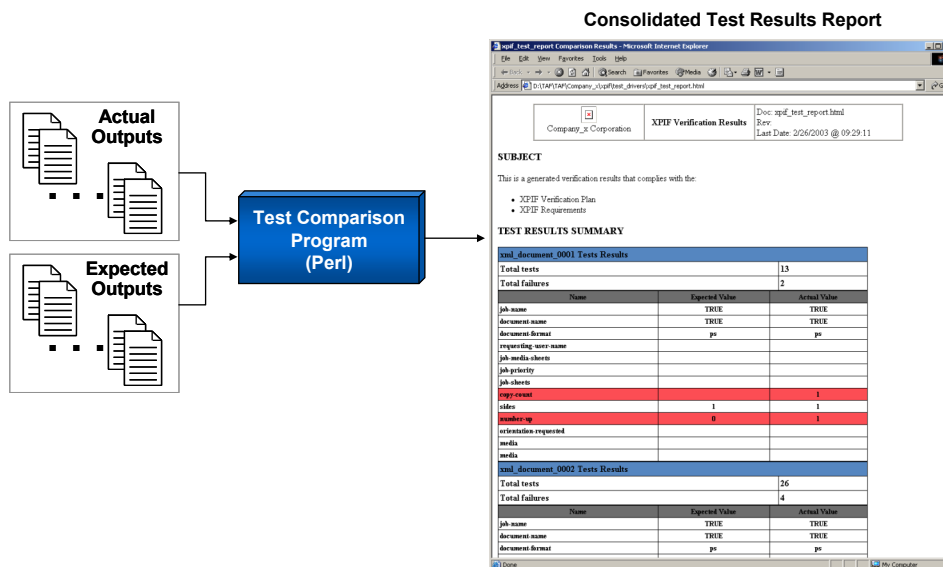 Consolidated Test Results Report
Actual
Outputs
Expected
Outputs
Test Comparison
Program
(Perl)
xpif_test_report Comparison Results - Microsoft Internet Explorer
File Edit View Favorites Tools Help
Back Search Favorites Media
Address D:\TAF\TAF\Company_x\xpif\test_drivers\xpif_test_report.html
Company_x Corporation
XPIF Verification Results
Doc: xpif_test_report.html
Rev:
Last Date: 2/26/2003 @ 09:29:11
SUBJECT
This is a generated verification results that complies with the:
• XPIF Verification Plan
• XPIF Requirements
TEST RESULTS SUMMARY
xml_document_0001 Tests Results
Total tests 13
Total failures 2
Name Expected Value Actual Value
job-name TRUE TRUE
document-name TRUE TRUE
document-format ps ps
requesting-user-name
job-media-sheets
job-priority
job-sheets
copy-count 1
sides 1 1
number-up 0 1
orientation-requested
media
media
xml_document_0002 Tests Results
Total tests 26
Total failures 4
Name Expected Value Actual Value
job-name TRUE TRUE
document-name TRUE TRUE
document-format ps ps
Done My Computer